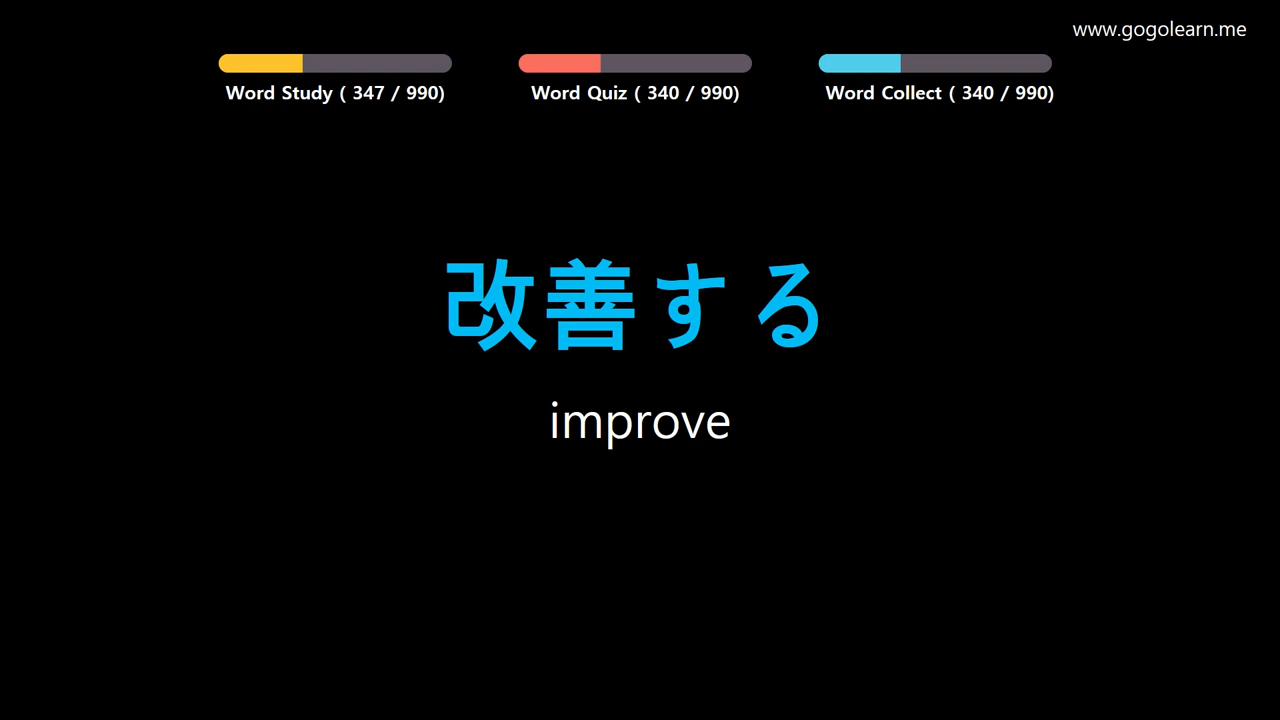 www.gogolearn.me
Word Study ( 347 / 990)
Word Quiz ( 340 / 990)
Word Collect ( 340 / 990)
改善する
improve